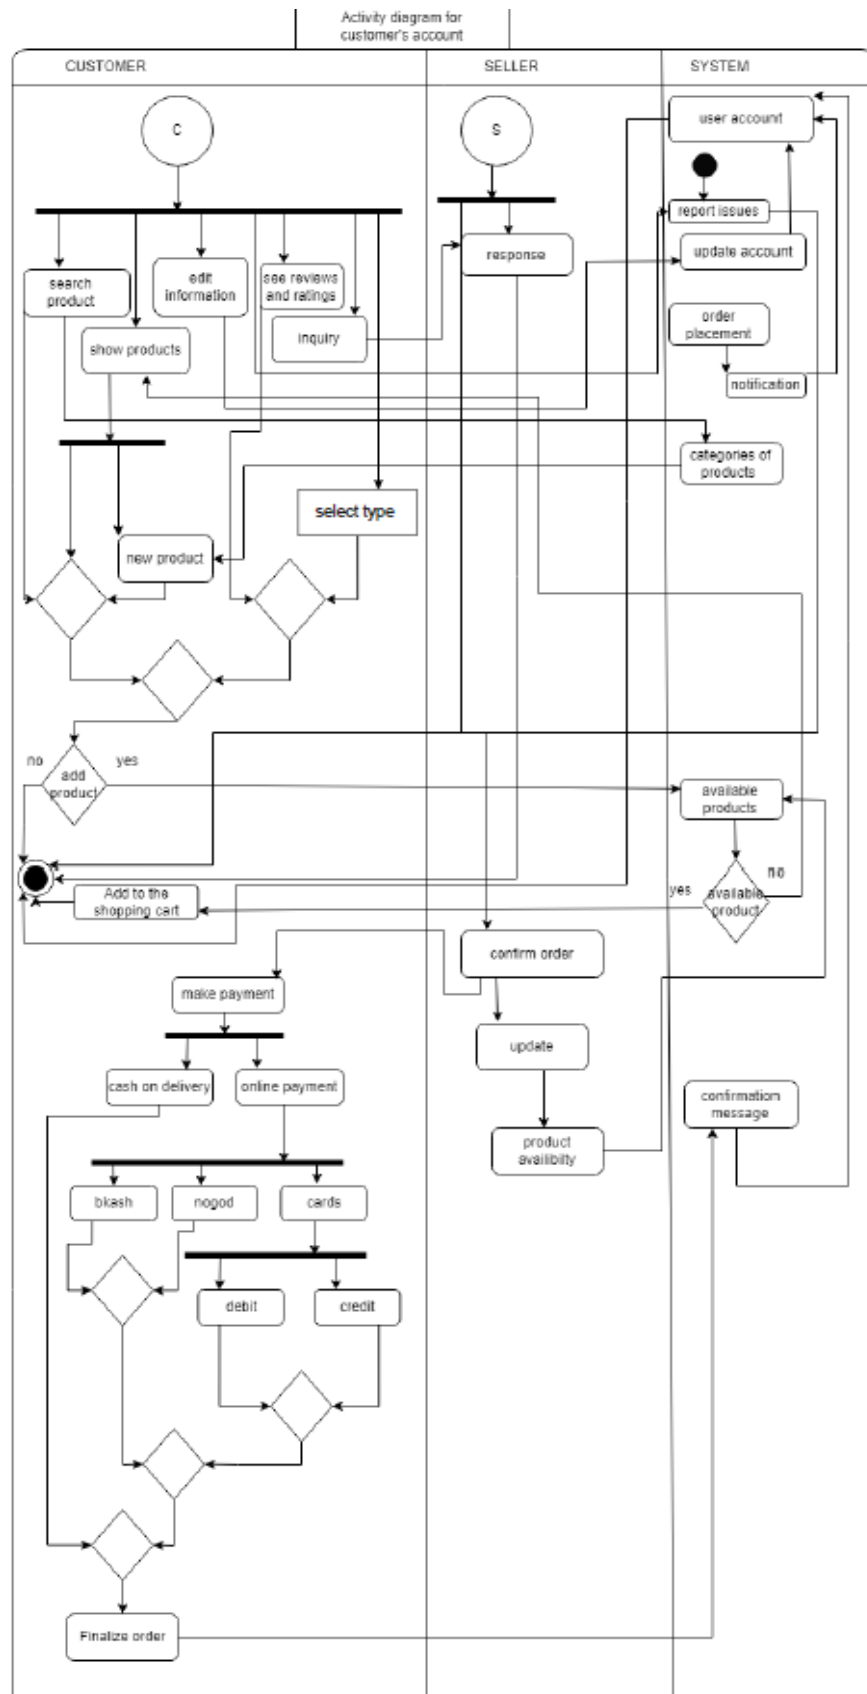 Activity diagram for
customer's account
CUSTOMER
SELLER
SYSTEM
C
S
user account
report issues
response
update account
search
product
edit
information
see reviews
and ratings
inquiry
show products
order
placement
notification
categories of
products
select type
new product
no
yes
add
product
available
products
no
yes
available
product
Add to the
shopping cart
confirm order
make payment
update
cash on delivery
online payment
confirmation
message
product
availibilty
bkash
nogod
cards
debit
credit
Finalize order